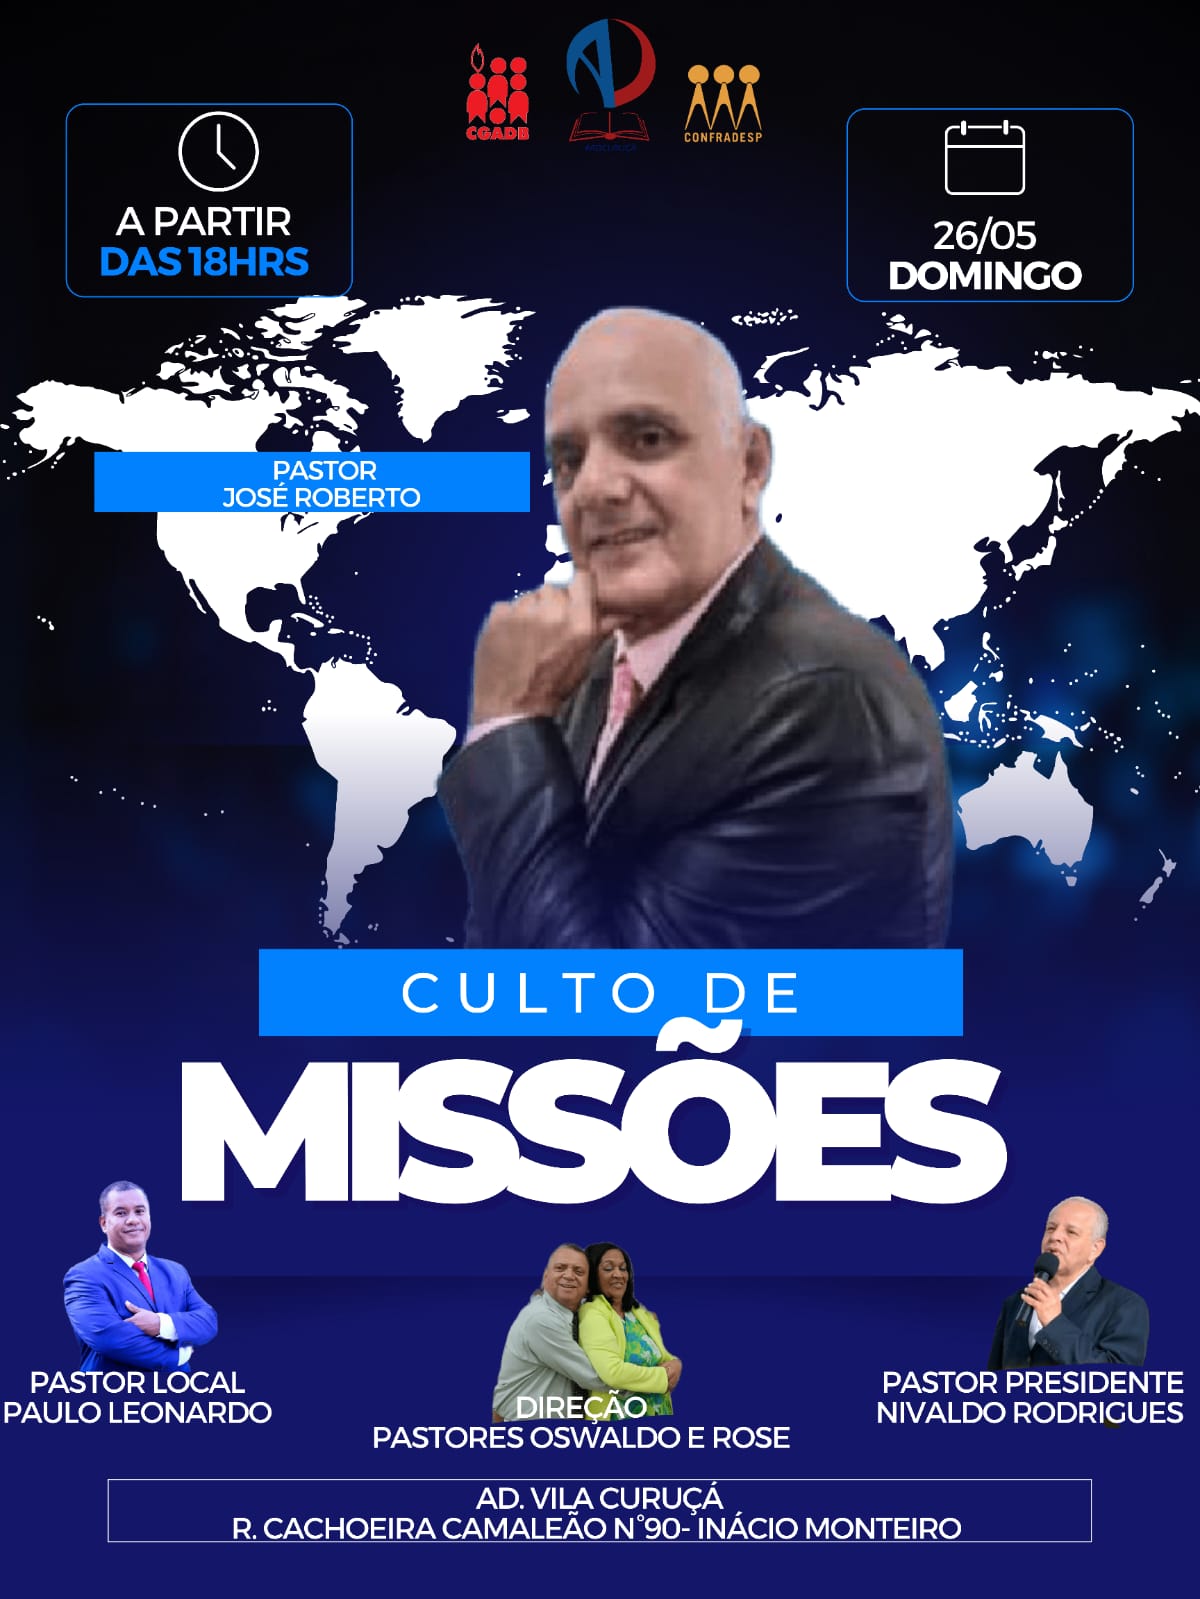 CGADB
CONFRADESP
A PARTIR
DAS 18HRS
26/05
DOMINGO
PASTOR
JOSÉ ROBERTO
CULTO DE
MISSÕES
PASTOR LOCAL
PAULO LEONARDO
DIREÇÃO
PASTORES OSWALDO E ROSE
PASTOR PRESIDENTE
NIVALDO RODRIGUES
AD. VILA CURUÇÁ
R. CACHOEIRA CAMALEÃO N°90- INÁCIO MONTEIRO